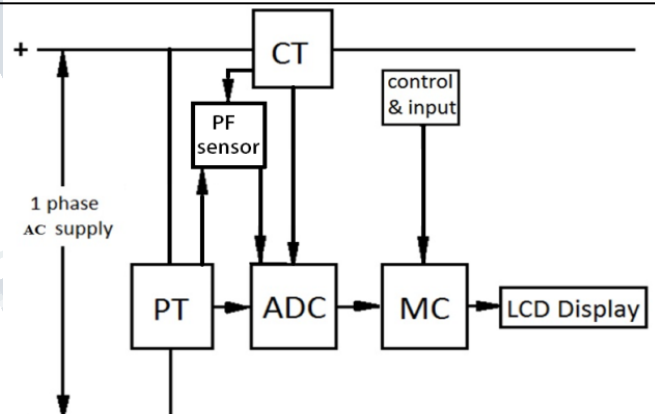 +
CT
control
& input
PF
sensor
1 phase
AC supply
PT
ADC
MC
LCD Display